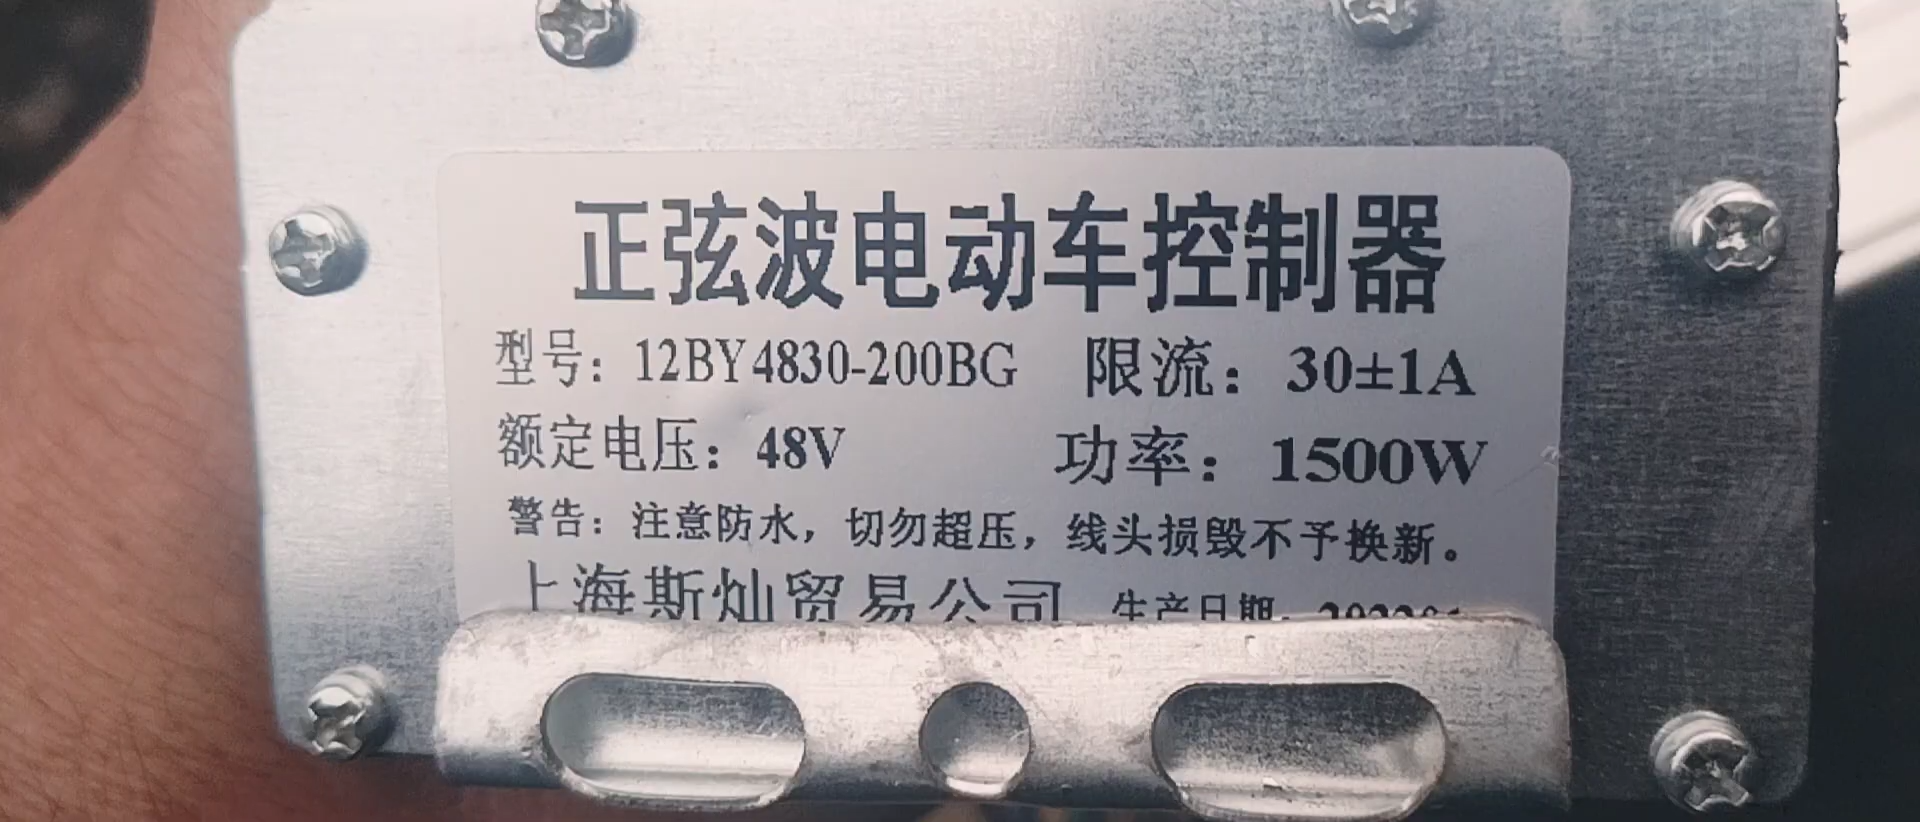 正弦波电动车控制器
型号：12BY4830-200BG 限流：30±1A
额定电压：48V 功率：1500W
警告：注意防水，切勿超压，线头损毁不予换新。
上海斯灿贸易公司 生产日期：